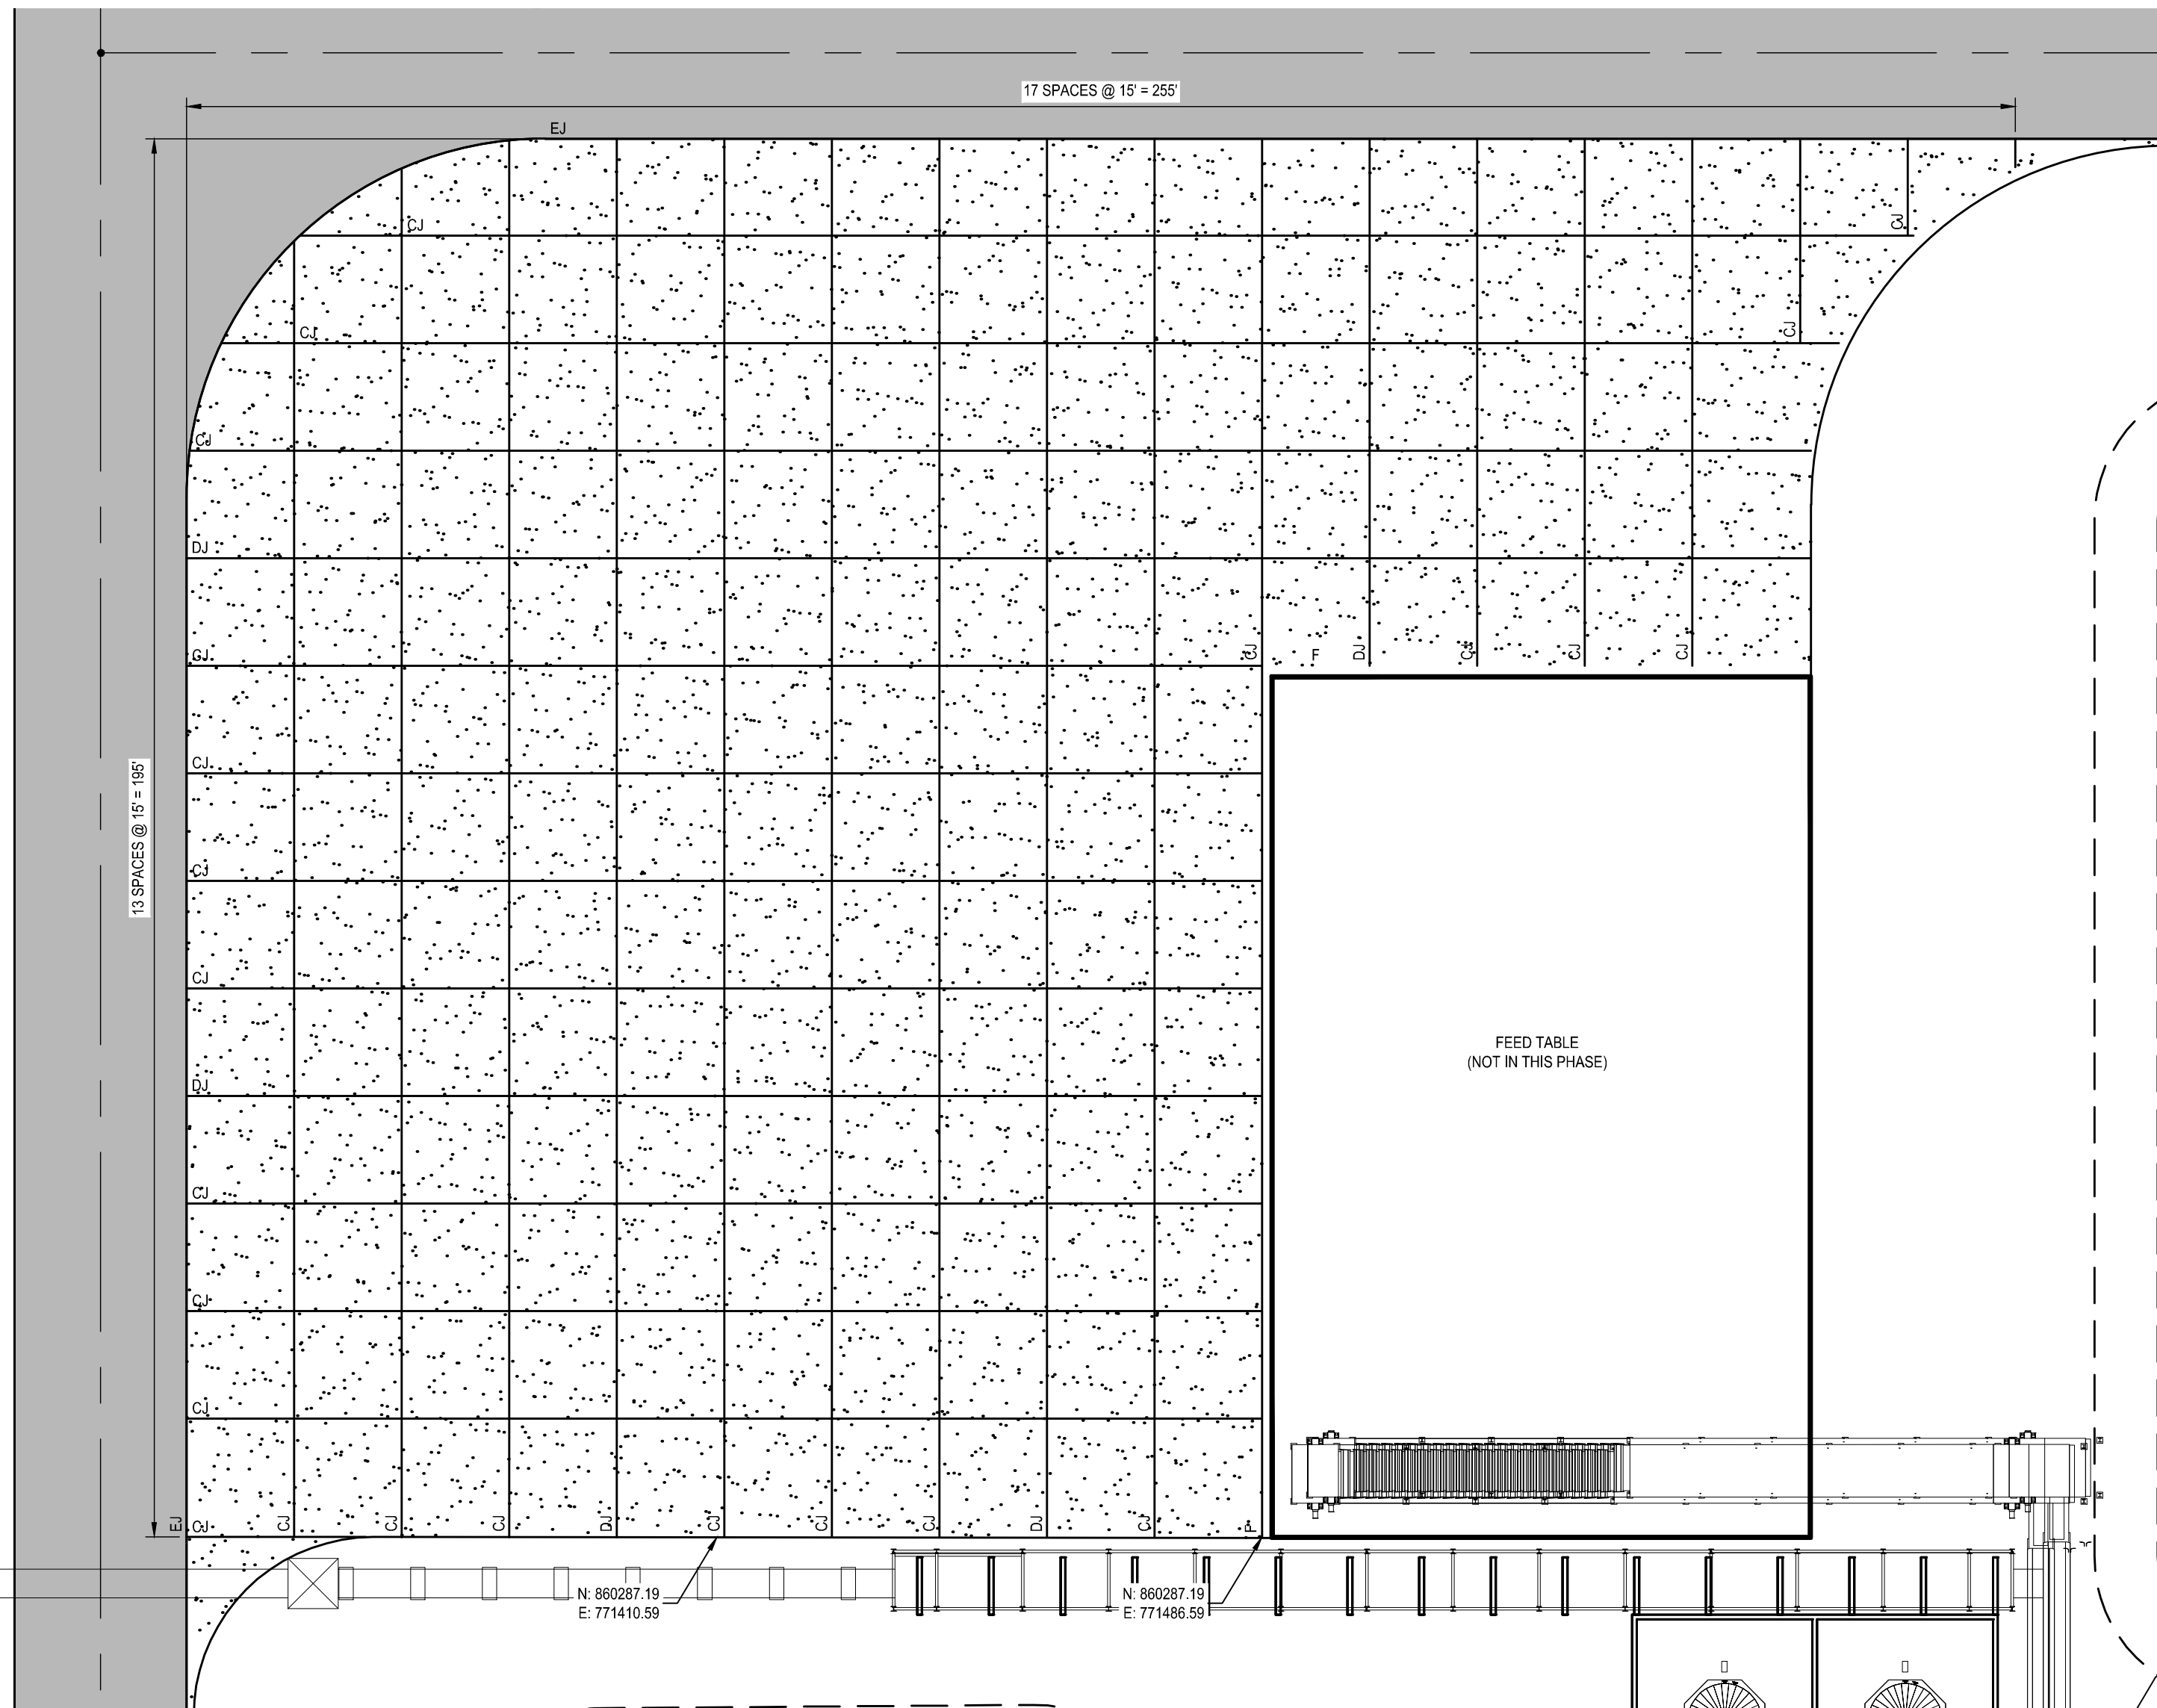 17 SPACES @ 15' = 255'
EJ
CJ
CJ
CJ
CJ
CJ
DJ
CJ
CJ
F
DJ
CJ
CJ
CJ
CJ
13 SPACES @ 15' = 195'
CJ
CJ
FEED TABLE
(NOT IN THIS PHASE)
DJ
CJ
CJ
CJ
EJ
CJ
CJ
CJ
CJ
DJ
CJ
CJ
CJ
DJ
CJ
F
N: 860287.19
E: 771410.59
N: 860287.19
E: 771486.59